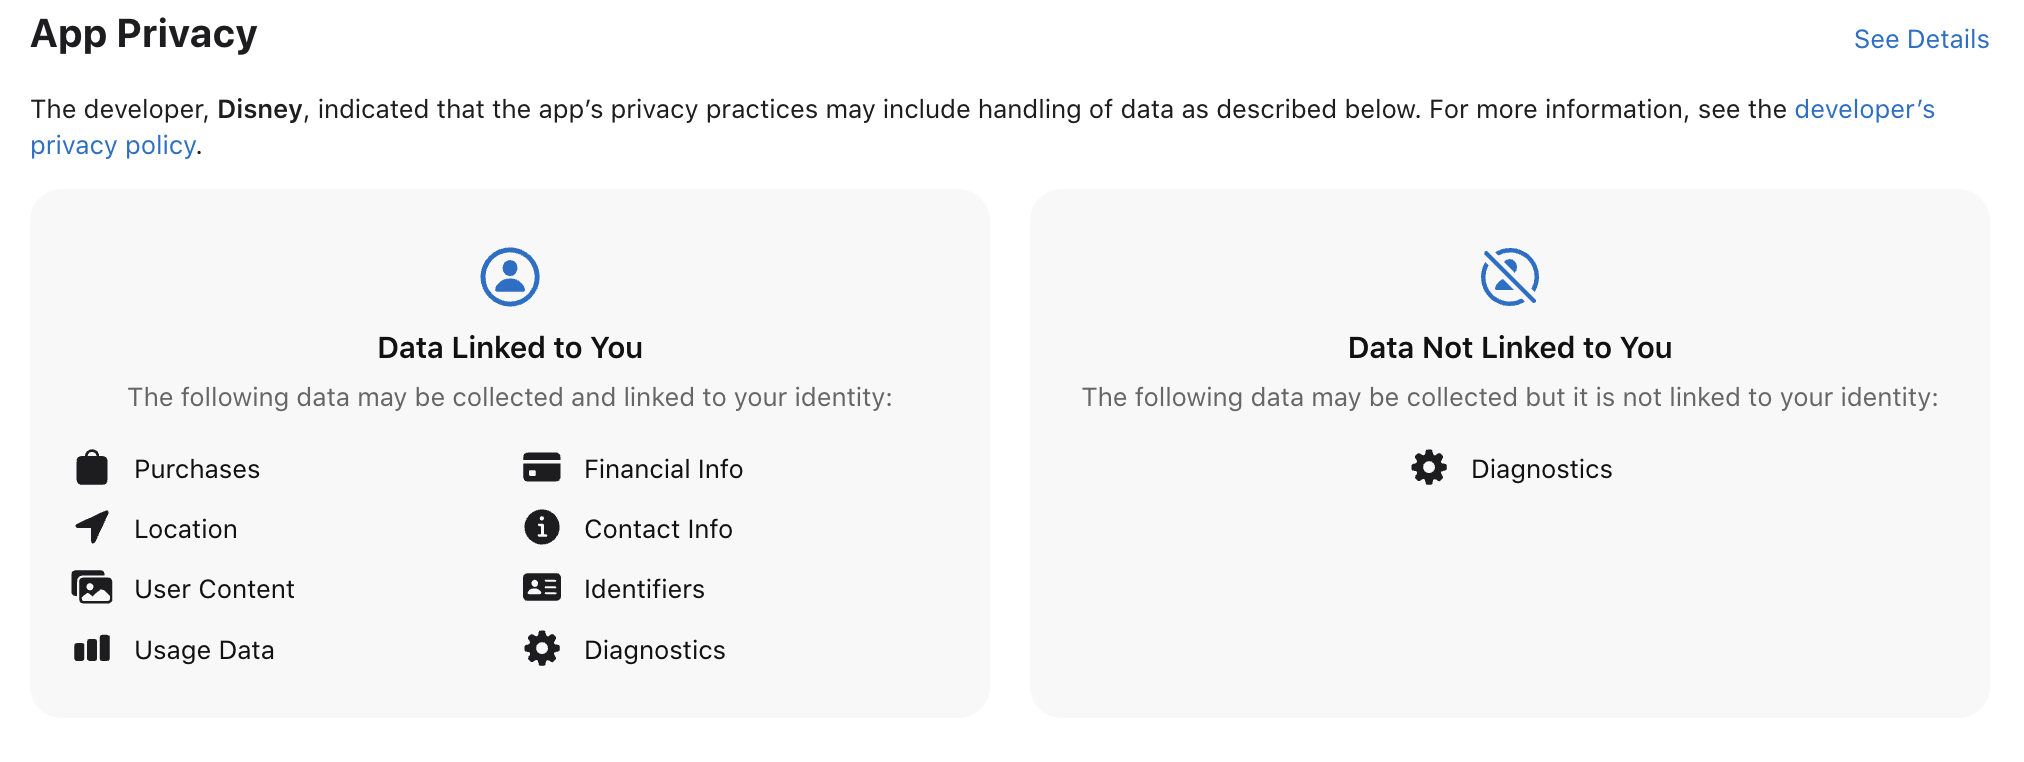 App Privacy
See Details
The developer, Disney, indicated that the app’s privacy practices may include handling of data as described below. For more information, see the developer’s
privacy policy.
Data Linked to You
The following data may be collected and linked to your identity:
Purchases
Financial Info
Location
Contact Info
User Content
Identifiers
Usage Data
Diagnostics
Data Not Linked to You
The following data may be collected but it is not linked to your identity:
Diagnostics